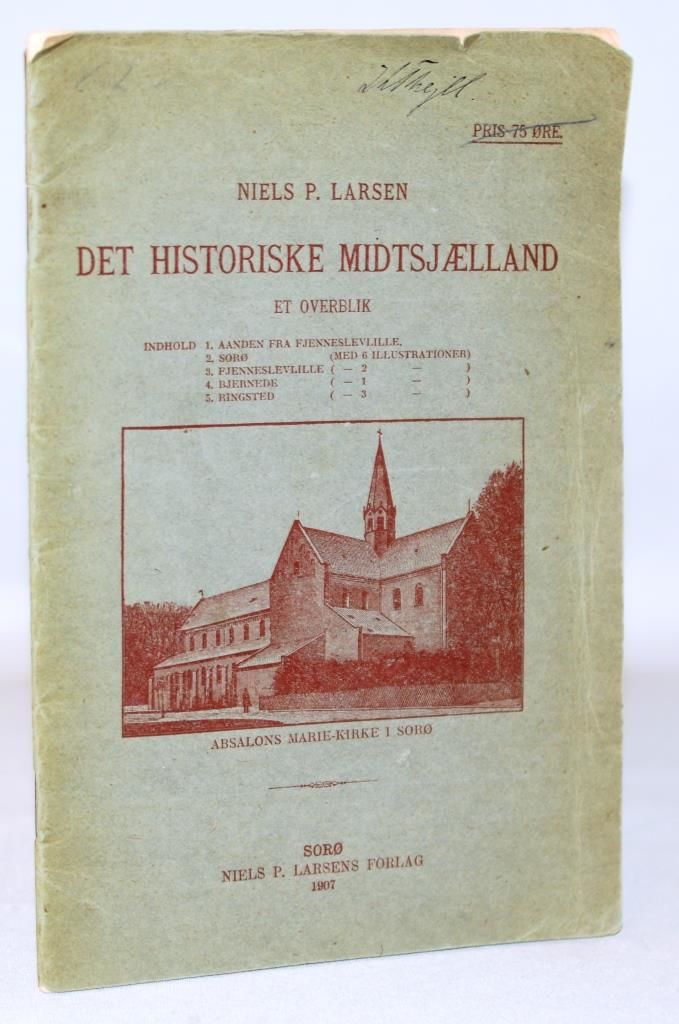 PRIS 75 ØRE.
NIELS P. LARSEN
DET HISTORISKE MIDTSJÆLLAND
ET OVERBLIK
INDHOLD 1. AANDEN FRA FJENNESLEVLILLE.
2. SORØ (MED 6 ILLUSTRATIONER)
3. FJENNESLEVLILLE ( — 2 — )
4. BJERNEDE ( — 1 — )
5. RINGSTED ( — 3 — )
ABSALONS MARIE-KIRKE I SORØ
SORØ
NIELS P. LARSENS FORLAG
1907